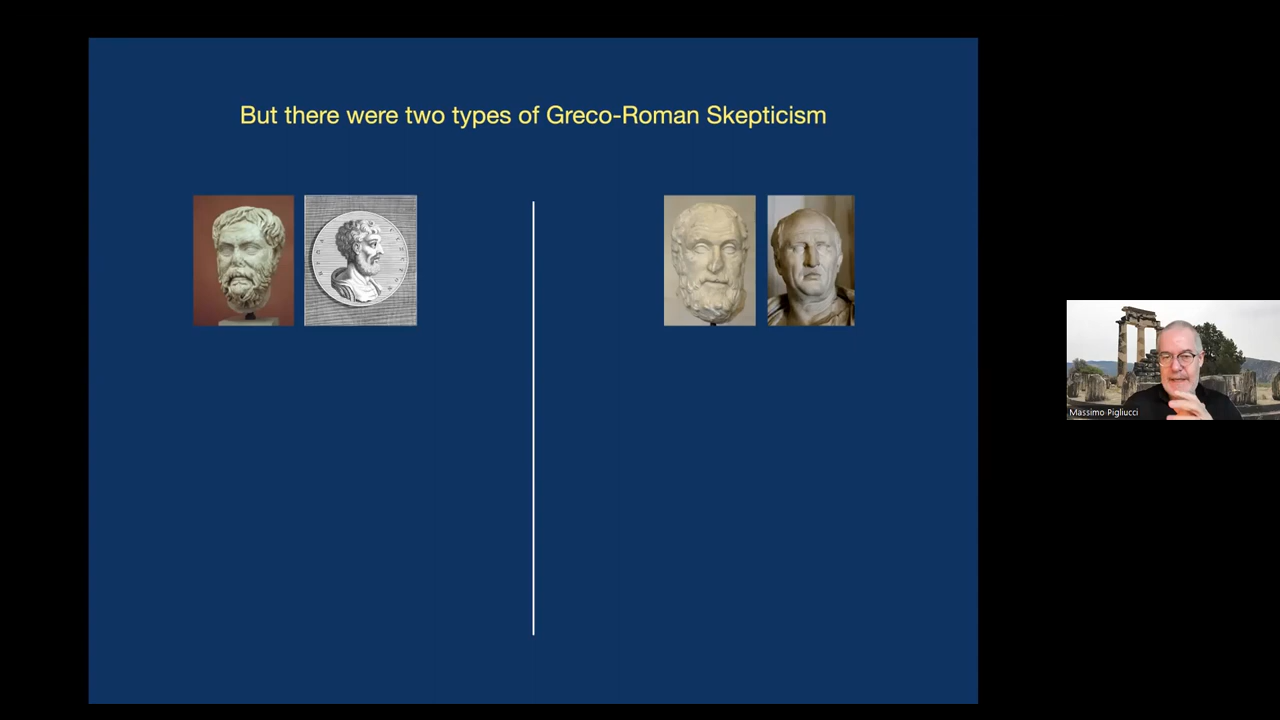 But there were two types of Greco-Roman Skepticism
Massimo Pigliucci